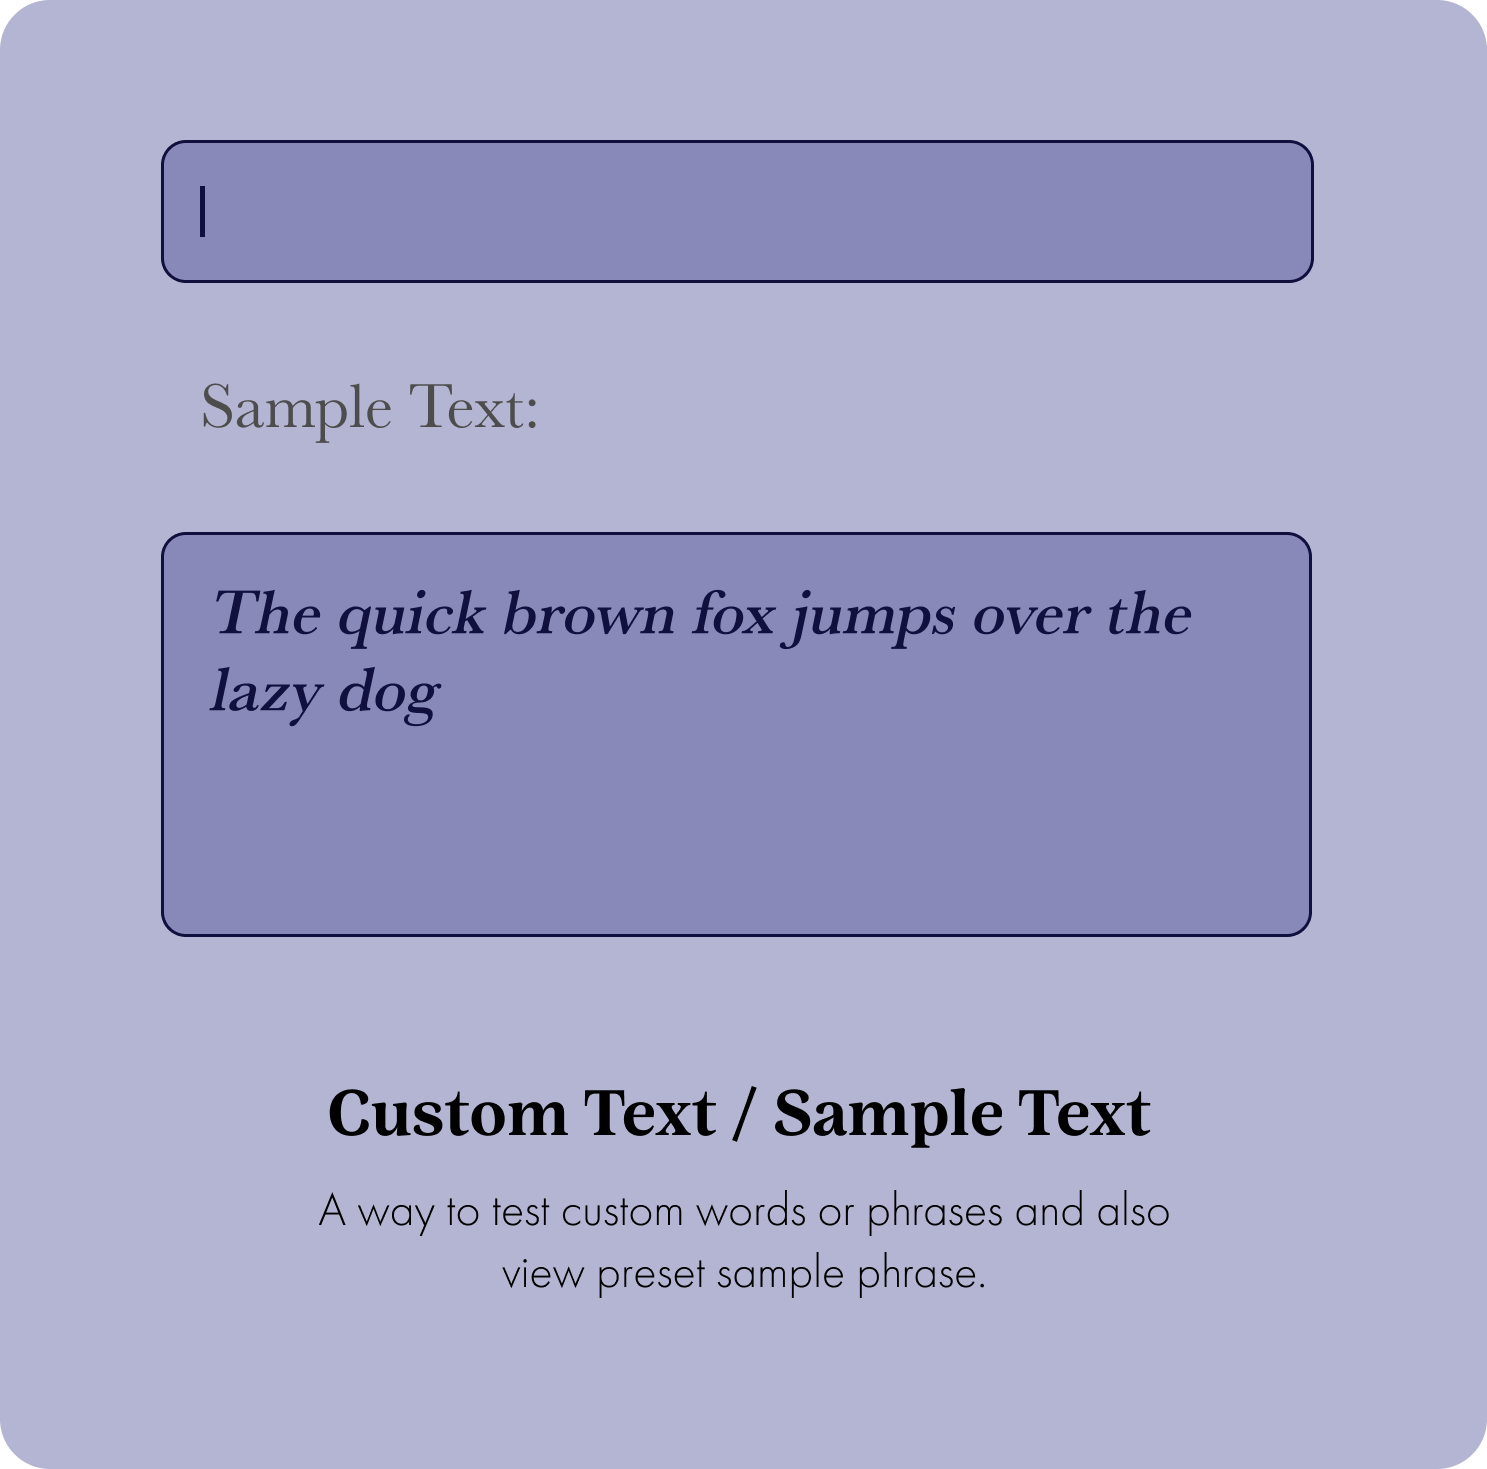 Sample Text:
The quick brown fox jumps over the
lazy dog
Custom Text / Sample Text
A way to test custom words or phrases and also
view preset sample phrase.